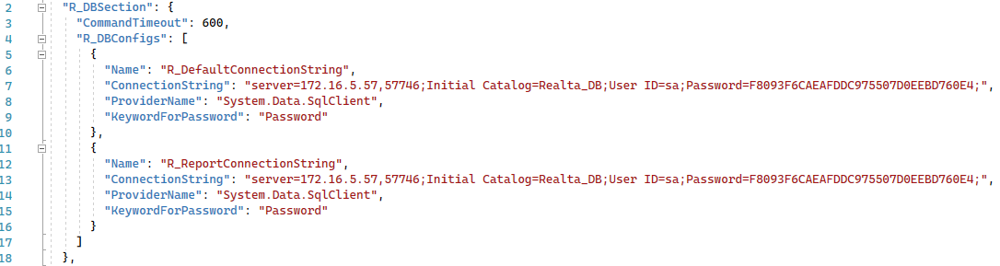 2 "R_DBSection": {
3 "CommandTimeout": 600,
4 "R_DBConfigs": [
5 {
6 "Name": "R_DefaultConnectionString",
7 "ConnectionString": "server=172.16.5.57,57746;Initial Catalog=Realta_DB;User ID=sa;Password=F8093F6CAEAFDDC975507D0EEBD760E4;",
8 "ProviderName": "System.Data.SqlClient",
9 "KeywordForPassword": "Password"
10 },
11 {
12 "Name": "R_ReportConnectionString",
13 "ConnectionString": "server=172.16.5.57,57746;Initial Catalog=Realta_DB;User ID=sa;Password=F8093F6CAEAFDDC975507D0EEBD760E4;",
14 "ProviderName": "System.Data.SqlClient",
15 "KeywordForPassword": "Password"
16 }
17 ]
18 },